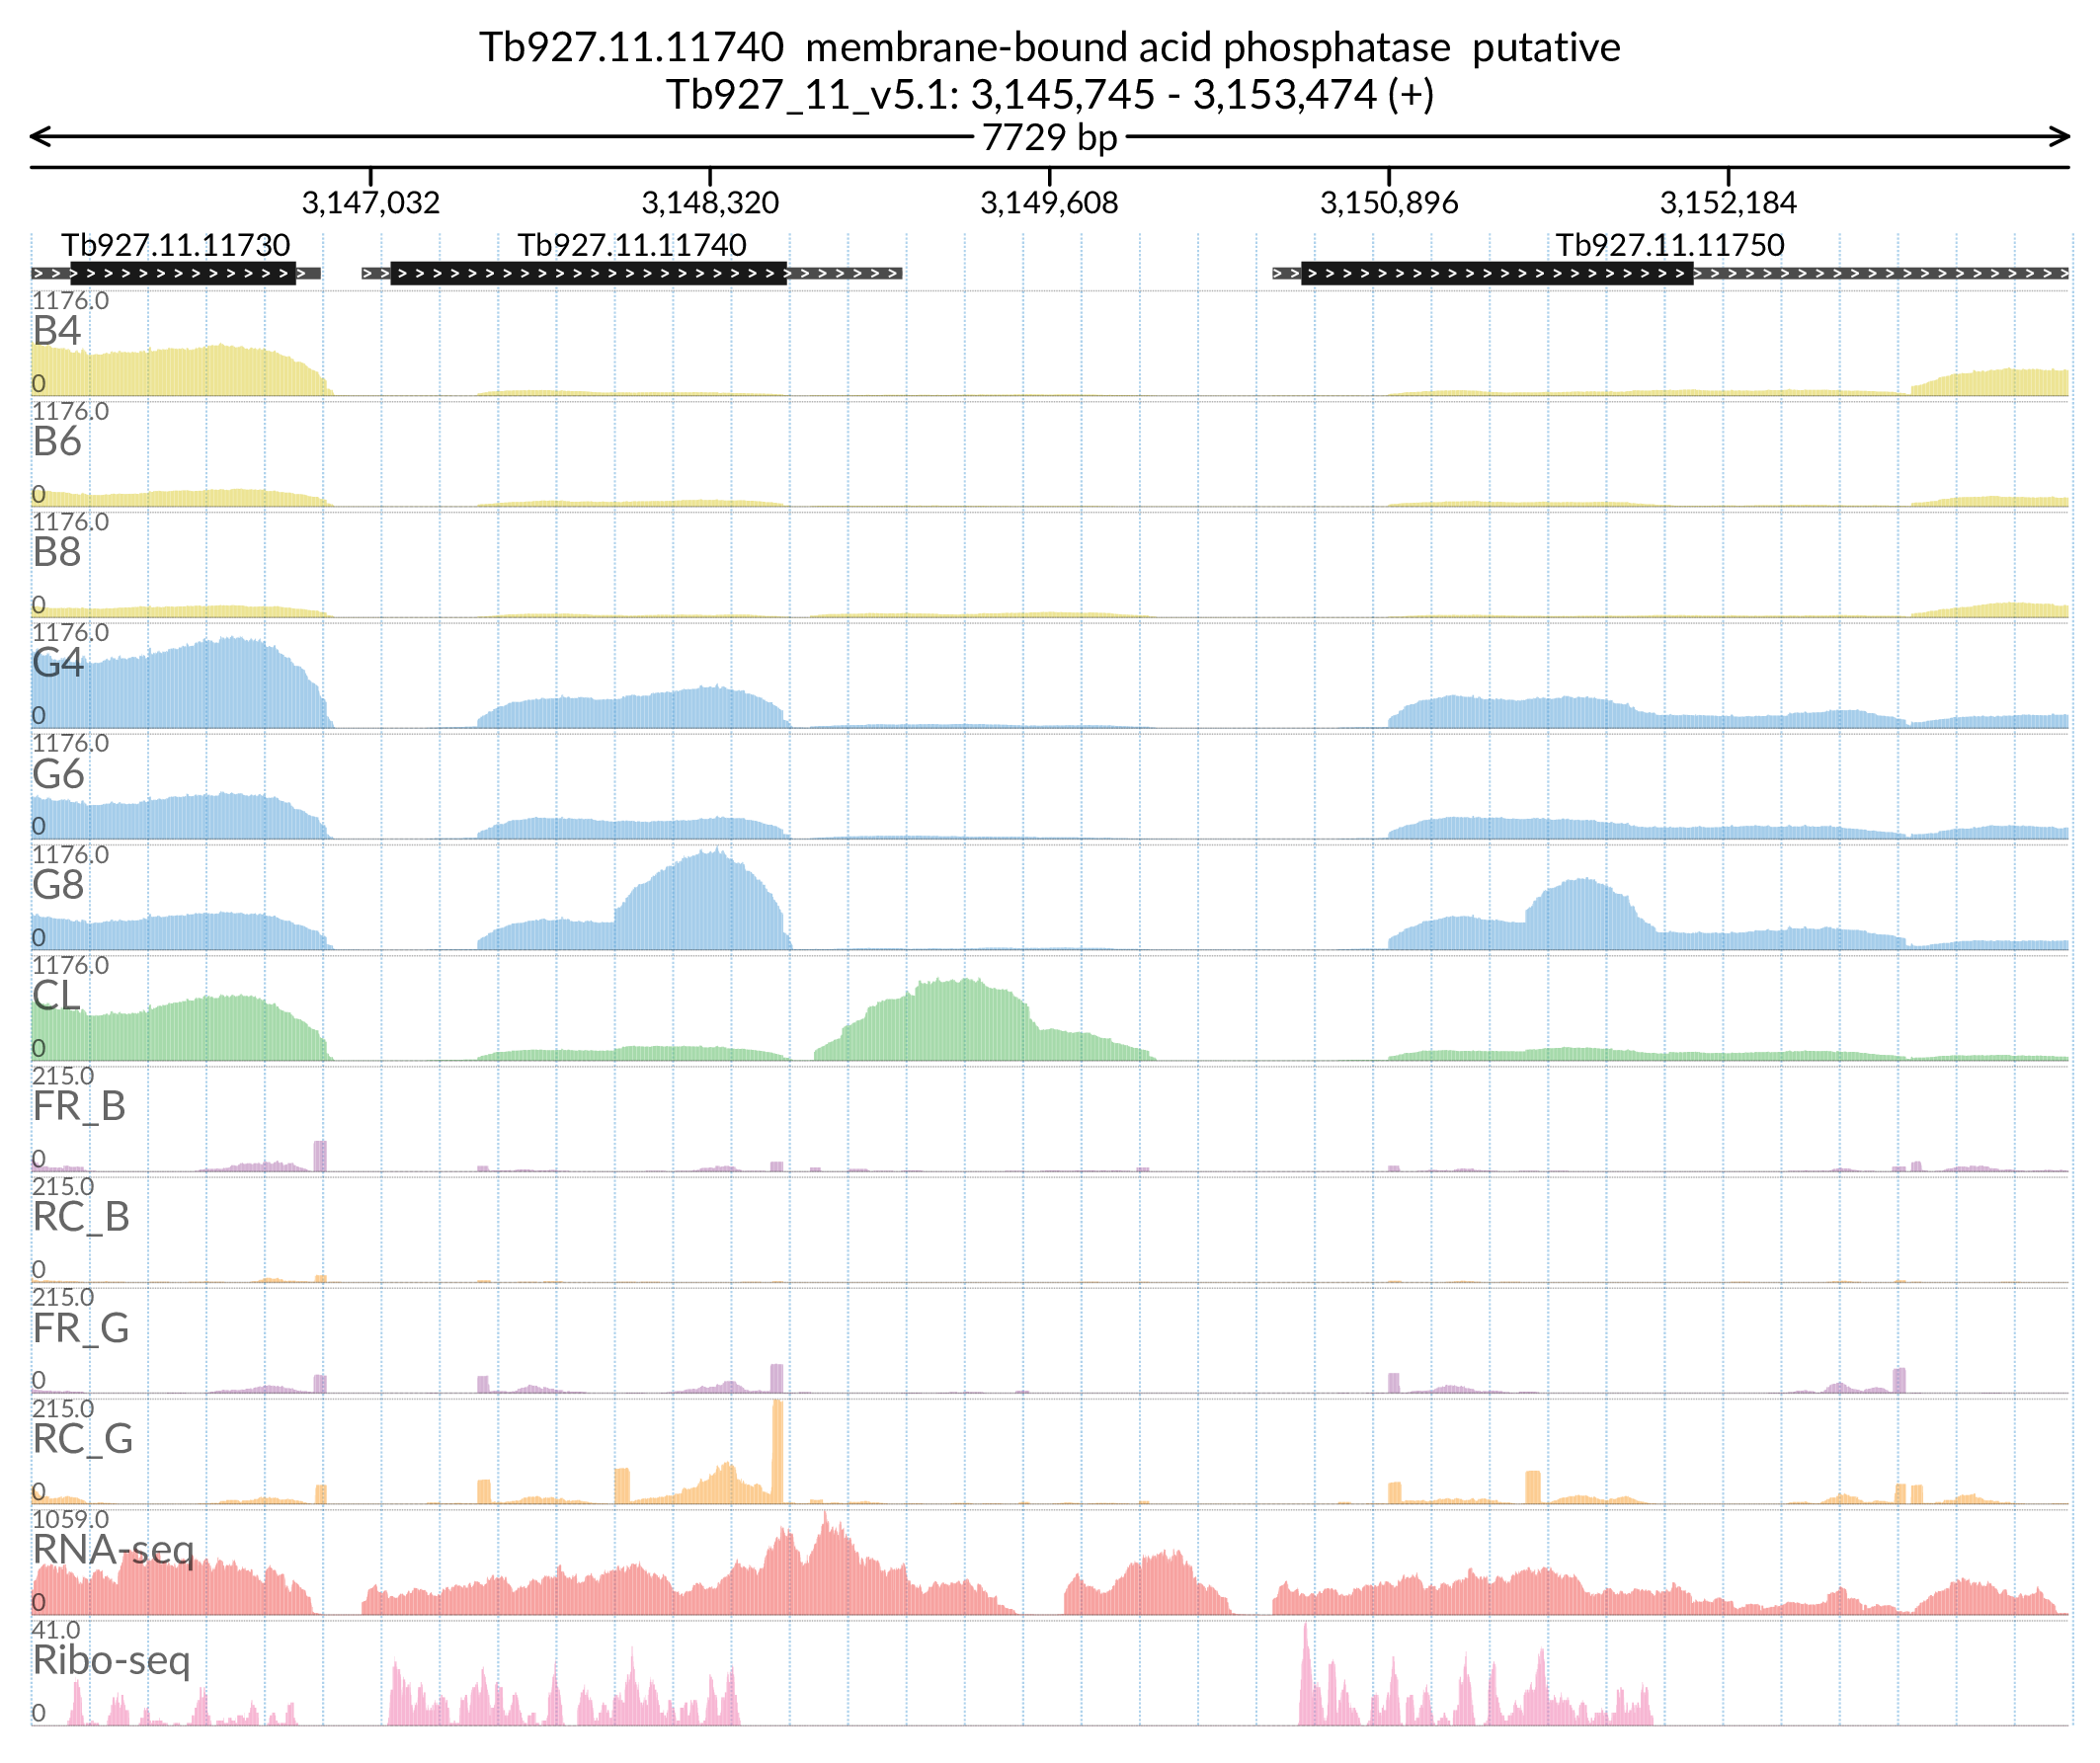 Tb927.11.11740  membrane-bound acid phosphatase  putative
Tb927_11_v5.1: 3,145,745 - 3,153,474 (+)
7729 bp
3,147,032 3,148,320 3,149,608 3,150,896 3,152,184
Tb927.11.11730 Tb927.11.11740 Tb927.11.11750
1176.0
B4
0
1176.0
B6
0
1176.0
B8
0
1176.0
G4
0
1176.0
G6
0
1176.0
G8
0
1176.0
CL
0
215.0
FR_B
0
215.0
RC_B
0
215.0
FR_G
0
215.0
RC_G
0
1059.0
RNA-seq
0
41.0
Ribo-seq
0